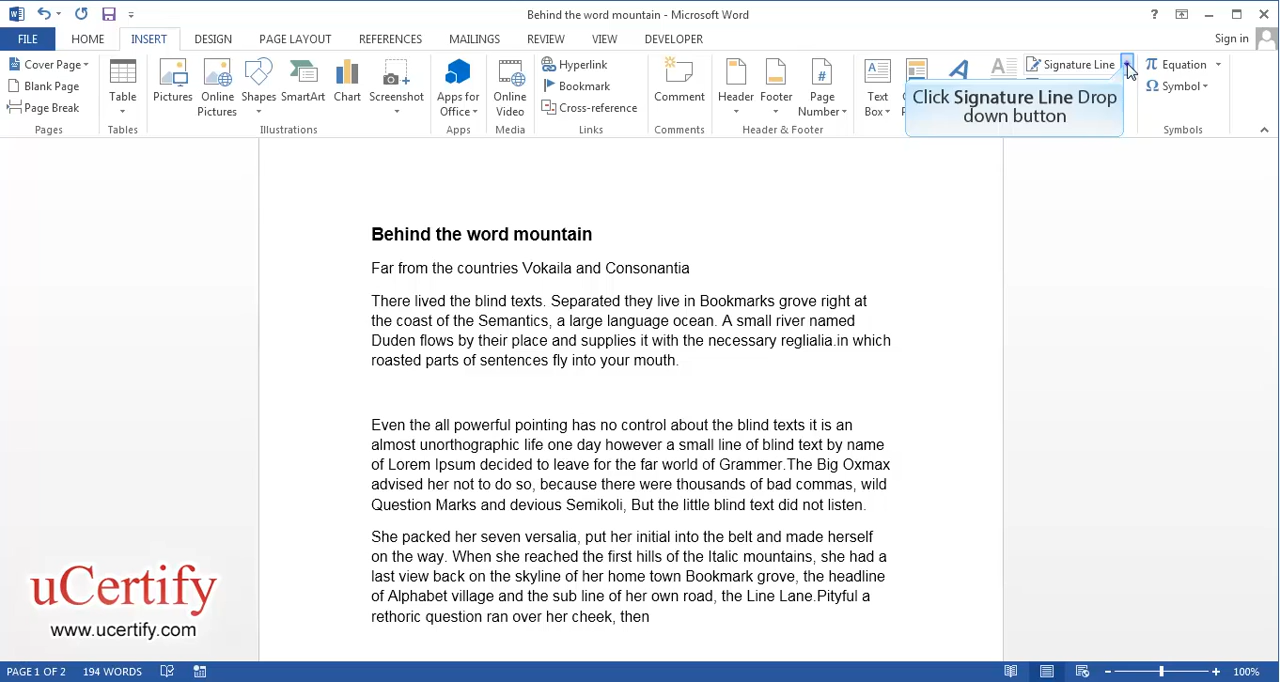 Behind the word mountain - Microsoft Word
?
FILE HOME INSERT DESIGN PAGE LAYOUT REFERENCES MAILINGS REVIEW VIEW DEVELOPER Sign in
Cover Page
Blank Page
Page Break
Pages
Table
Tables
Pictures
Online
Pictures
Shapes
SmartArt
Chart
Screenshot
Illustrations
Apps for
Office
Apps
Online
Video
Media
Hyperlink
Bookmark
Cross-reference
Links
Comment
Comments
Header
Footer
Page
Number
Header & Footer
Text
Box
Signature Line
Click Signature Line Drop
down button
π Equation
Ω Symbol
Symbols
Behind the word mountain
Far from the countries Vokaila and Consonantia
There lived the blind texts. Separated they live in Bookmarks grove right at
the coast of the Semantics, a large language ocean. A small river named
Duden flows by their place and supplies it with the necessary reglialia.in which
roasted parts of sentences fly into your mouth.
Even the all powerful pointing has no control about the blind texts it is an
almost unorthographic life one day however a small line of blind text by name
of Lorem Ipsum decided to leave for the far world of Grammer.The Big Oxmax
advised her not to do so, because there were thousands of bad commas, wild
Question Marks and devious Semikoli, But the little blind text did not listen.
She packed her seven versalia, put her initial into the belt and made herself
on the way. When she reached the first hills of the Italic mountains, she had a
last view back on the skyline of her home town Bookmark grove, the headline
of Alphabet village and the sub line of her own road, the Line Lane.Pityful a
rethoric question ran over her cheek, then
uCertify
www.ucertify.com
PAGE 1 OF 2 194 WORDS 100%